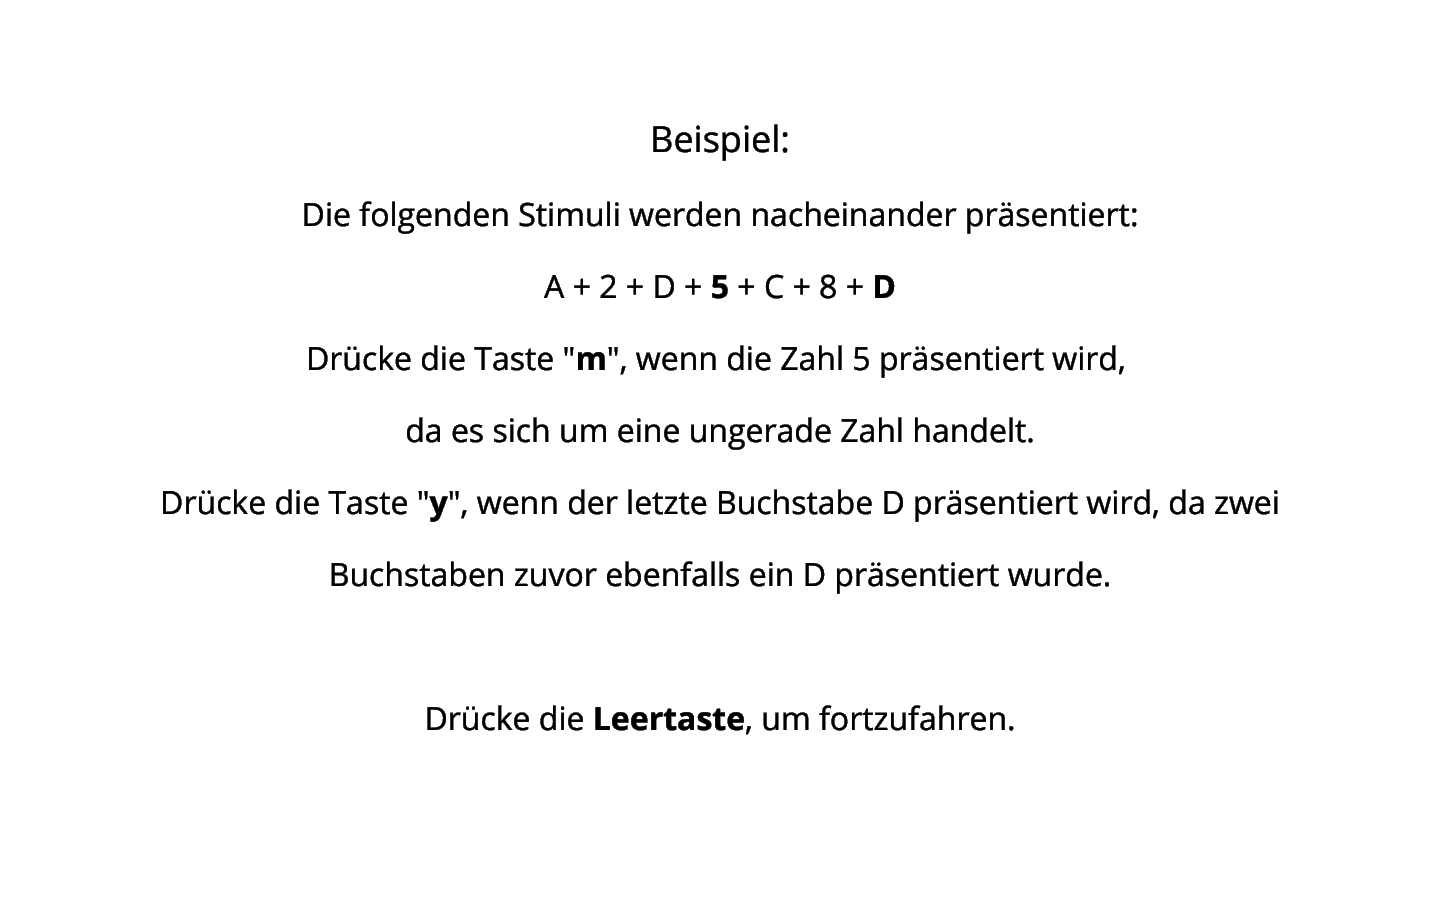 Beispiel:
Die folgenden Stimuli werden nacheinander präsentiert:
A + 2 + D + 5 + C + 8 + D
Drücke die Taste "m", wenn die Zahl 5 präsentiert wird,
da es sich um eine ungerade Zahl handelt.
Drücke die Taste "y", wenn der letzte Buchstabe D präsentiert wird, da zwei
Buchstaben zuvor ebenfalls ein D präsentiert wurde.
Drücke die Leertaste, um fortzufahren.